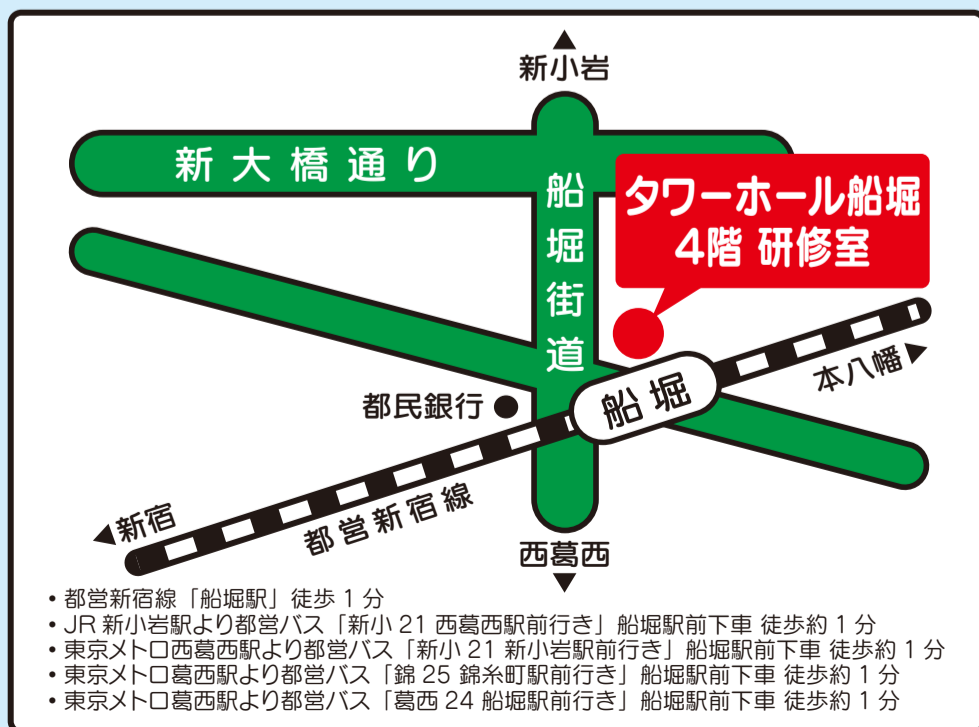 ▲
新小岩
新大橋通り
船堀街道
タワーホール船堀
4階 研修室
本八幡▶
船堀
都民銀行●
◀新宿
都営新宿線
西葛西
▼
• 都営新宿線「船堀駅」徒歩 1 分
• JR 新小岩駅より都営バス「新小 21 西葛西駅前行き」船堀駅前下車 徒歩約 1 分
• 東京メトロ西葛西駅より都営バス「新小 21 新小岩駅前行き」船堀駅前下車 徒歩約 1 分
• 東京メトロ葛西駅より都営バス「錦 25 錦糸町駅前行き」船堀駅前下車 徒歩約 1 分
• 東京メトロ葛西駅より都営バス「葛西 24 船堀駅前行き」船堀駅前下車 徒歩約 1 分